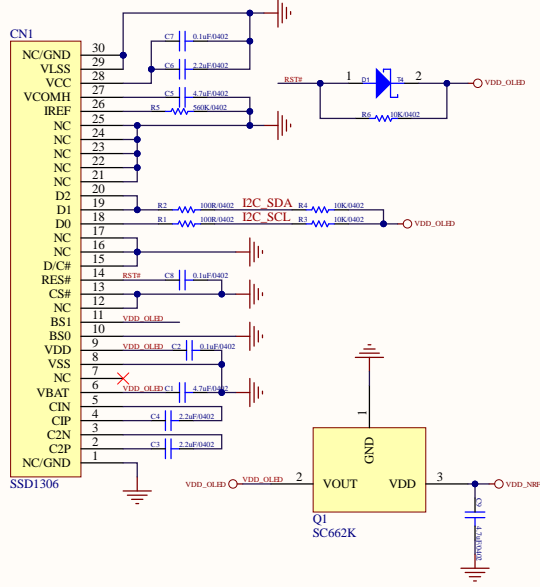 CN1
NC/GND 30
VLSS 29
VCC 28
VCOMH 27
IREF 26
NC 25
NC 24
NC 23
NC 22
NC 21
D2 20
D1 19
D0 18
NC 17
NC 16
D/C# 15
RES# 14
CS# 13
NC 12
BS1 11
BS0 10
VDD 9
VSS 8
NC 7
VBAT 6
CIN 5
CIP 4
C2N 3
C2P 2
NC/GND 1
SSD1306
C7 0.1uF/0402
C6 2.2uF/0402
C5 4.7uF/0402
R5 560K/0402
R2 100R/0402 I2C_SDA R4 10K/0402
R1 100R/0402 I2C_SCL R3 10K/0402
VDD_OLED
RST# C8 0.1uF/0402
VDD_OLED
VDD_OLED C2 0.1uF/0402
VDD_OLED C1 4.7uF/0402
C4 2.2uF/0402
C3 2.2uF/0402
RST# 1 D1 T4 2 VDD_OLED
R6 10K/0402
1
GND
VDD_OLED VDD_OLED 2 VOUT VDD 3 VDD_NRF
Q1
SC662K
C9
4.7uF/0402